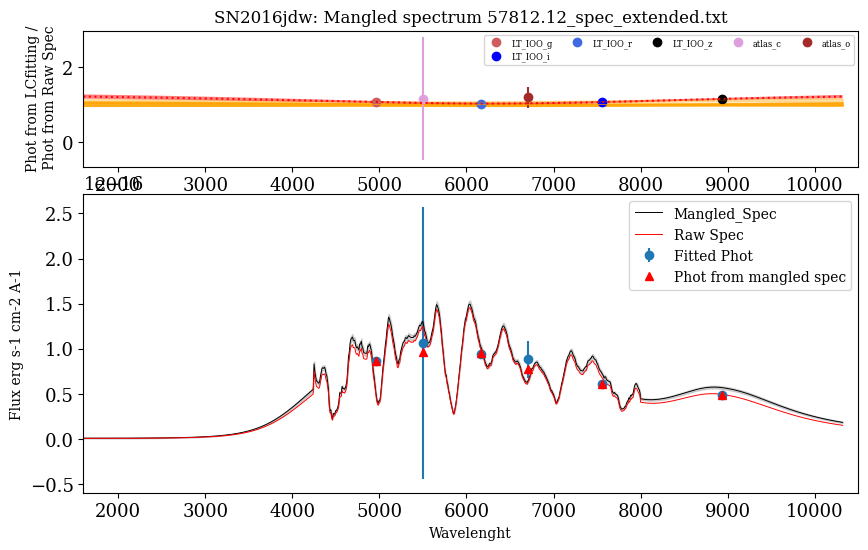 SN2016jdw: Mangled spectrum 57812.12_spec_extended.txt
Phot from LCfitting /
Phot from Raw Spec
2
0
LT_IOO_g LT_IOO_r LT_IOO_z atlas_c atlas_o
LT_IOO_i
2000 3000 4000 5000 6000 7000 8000 9000 10000
1e−16
Flux erg s-1 cm-2 A-1
2.5
2.0
1.5
1.0
0.5
0.0
−0.5
Mangled_Spec
Raw Spec
Fitted Phot
Phot from mangled spec
2000 3000 4000 5000 6000 7000 8000 9000 10000
Wavelenght